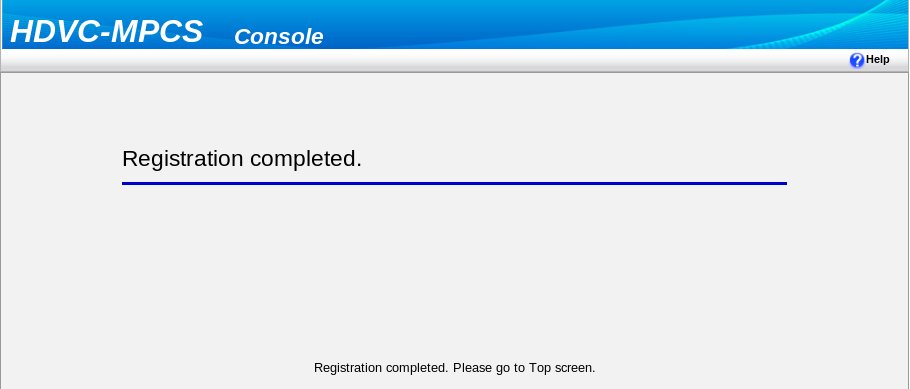 HDVC-MPCS Console
Help
Registration completed.
Registration completed. Please go to Top screen.